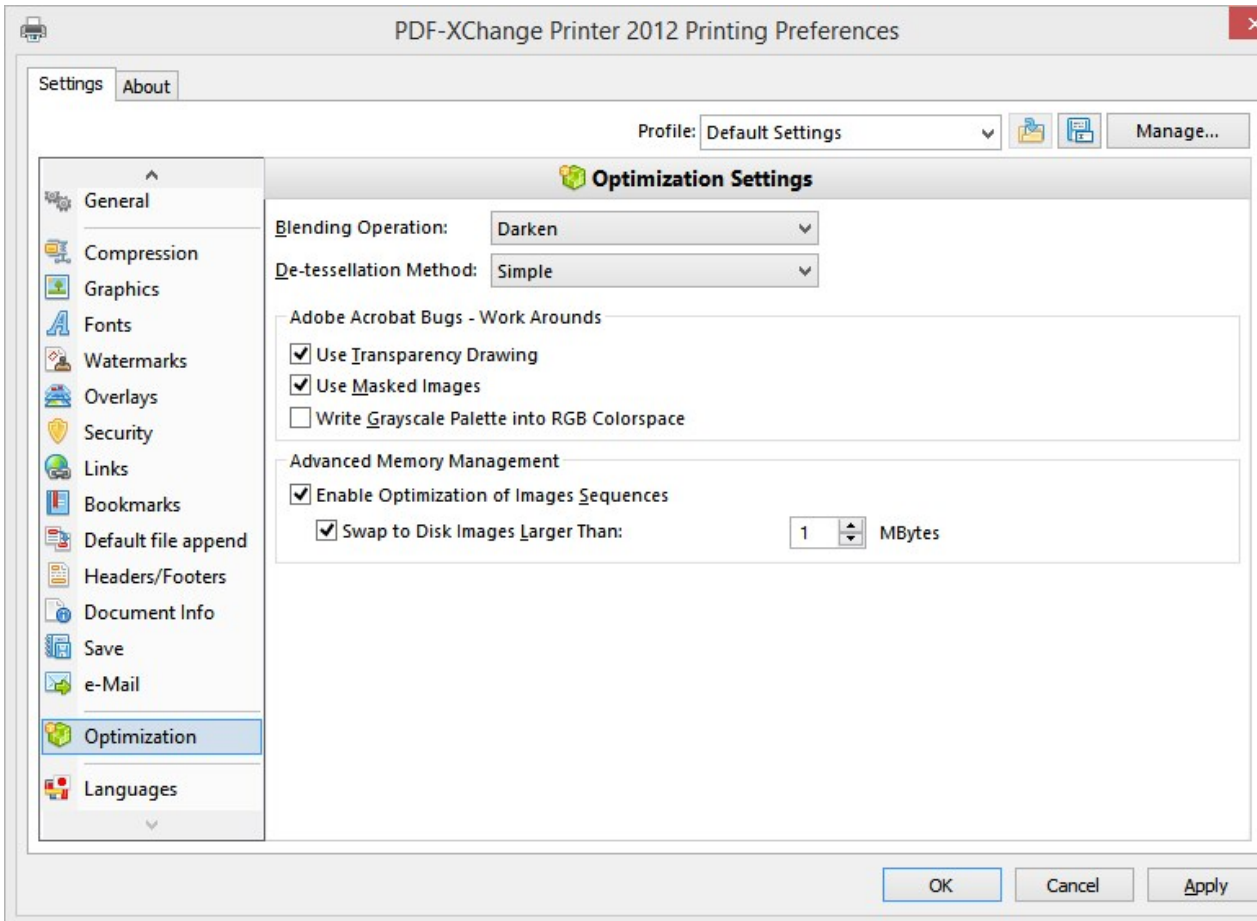 PDF-XChange Printer 2012 Printing Preferences
Settings About
Profile: Default Settings Manage...
General
Compression
Graphics
Fonts
Watermarks
Overlays
Security
Links
Bookmarks
Default file append
Headers/Footers
Document Info
Save
e-Mail
Optimization
Languages
Optimization Settings
Blending Operation: Darken
De-tessellation Method: Simple
Adobe Acrobat Bugs - Work Arounds
Use Transparency Drawing
Use Masked Images
Write Grayscale Palette into RGB Colorspace
Advanced Memory Management
Enable Optimization of Images Sequences
Swap to Disk Images Larger Than: 1 MBytes
OK Cancel Apply